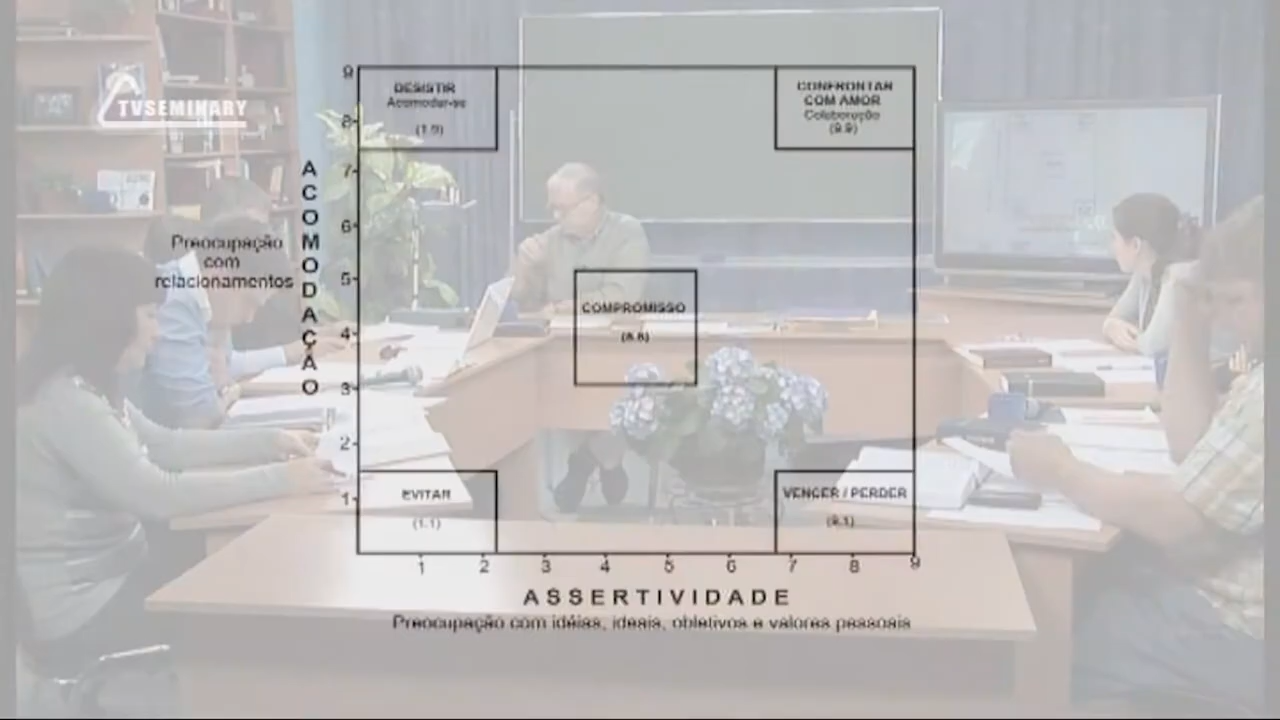 TVSEMINARY
9
DESISTIR
Acomodar-se
(1.9)
CONFRONTAR
COM AMOR
Colaboração
(9.9)
8
7
6
5
4
3
2
1
ACOMODAÇÃO
Preocupação
com
relacionamentos
COMPROMISSO
(5.5)
EVITAR
(1.1)
VENCER / PERDER
(9.1)
1 2 3 4 5 6 7 8 9
ASSERTIVIDADE
Preocupação com idéias, ideais, objetivos e valores pessoais